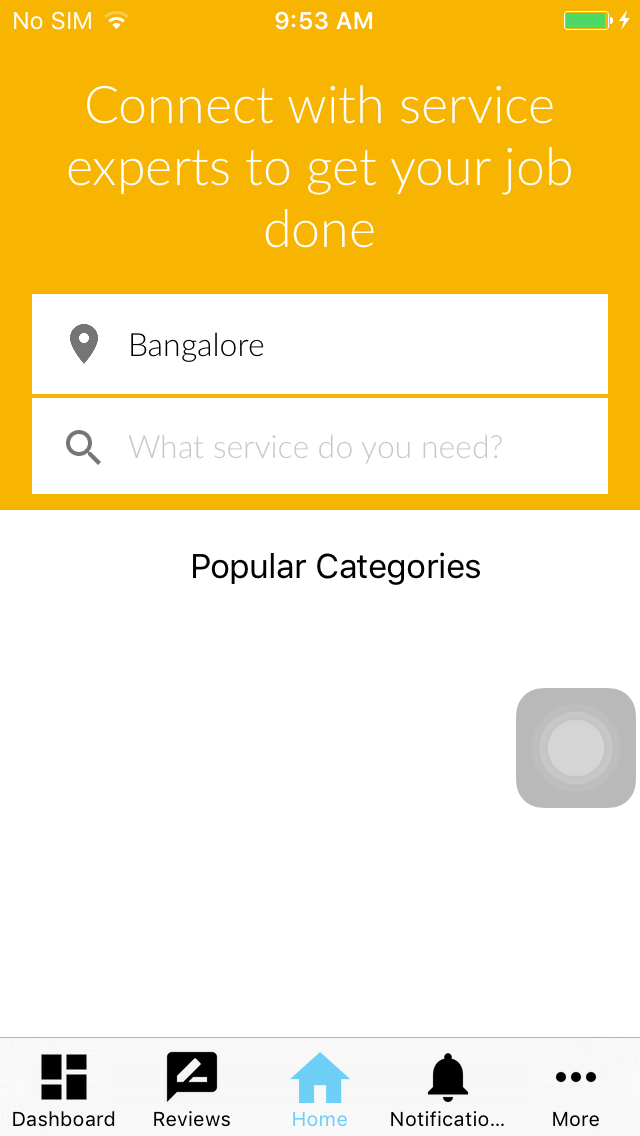 No SIM 9:53 AM
Connect with service
experts to get your job
done
Bangalore
What service do you need?
Popular Categories
Dashboard Reviews Home Notificatio... More